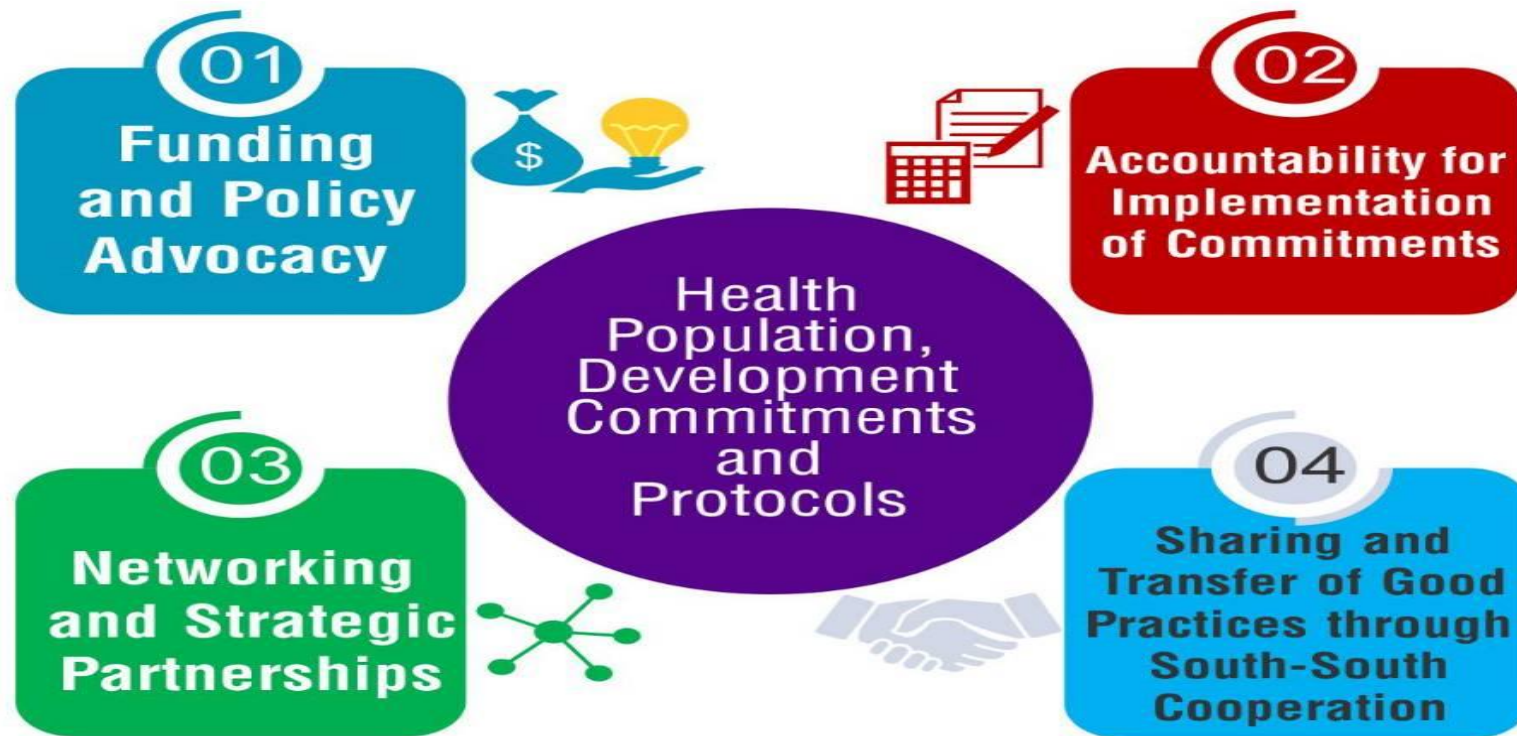 01
Funding
and Policy
Advocacy
$
02
Accountability for
Implementation
of Commitments
Health
Population,
Development
Commitments
and
Protocols
03
Networking
and Strategic
Partnerships
04
Sharing and
Transfer of Good
Practices through
South-South
Cooperation